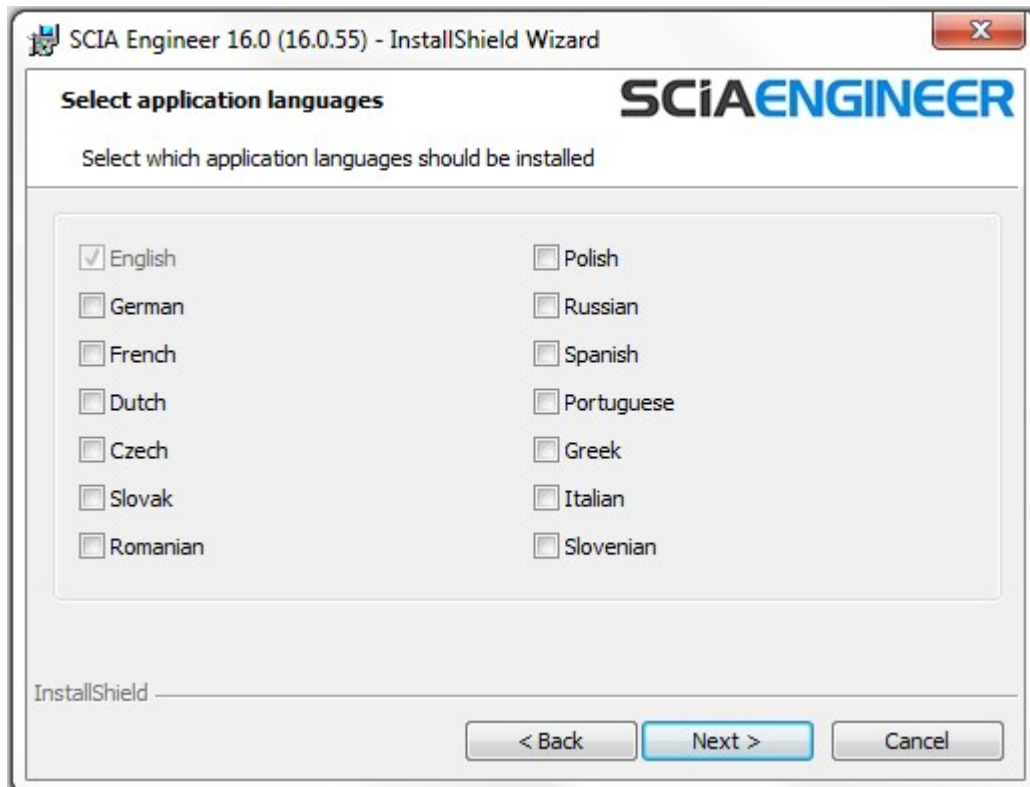 SCIA Engineer 16.0 (16.0.55) - InstallShield Wizard
Select application languages
SCiAENGINEER
Select which application languages should be installed
English
German
French
Dutch
Czech
Slovak
Romanian
Polish
Russian
Spanish
Portuguese
Greek
Italian
Slovenian
InstallShield
< Back Next > Cancel